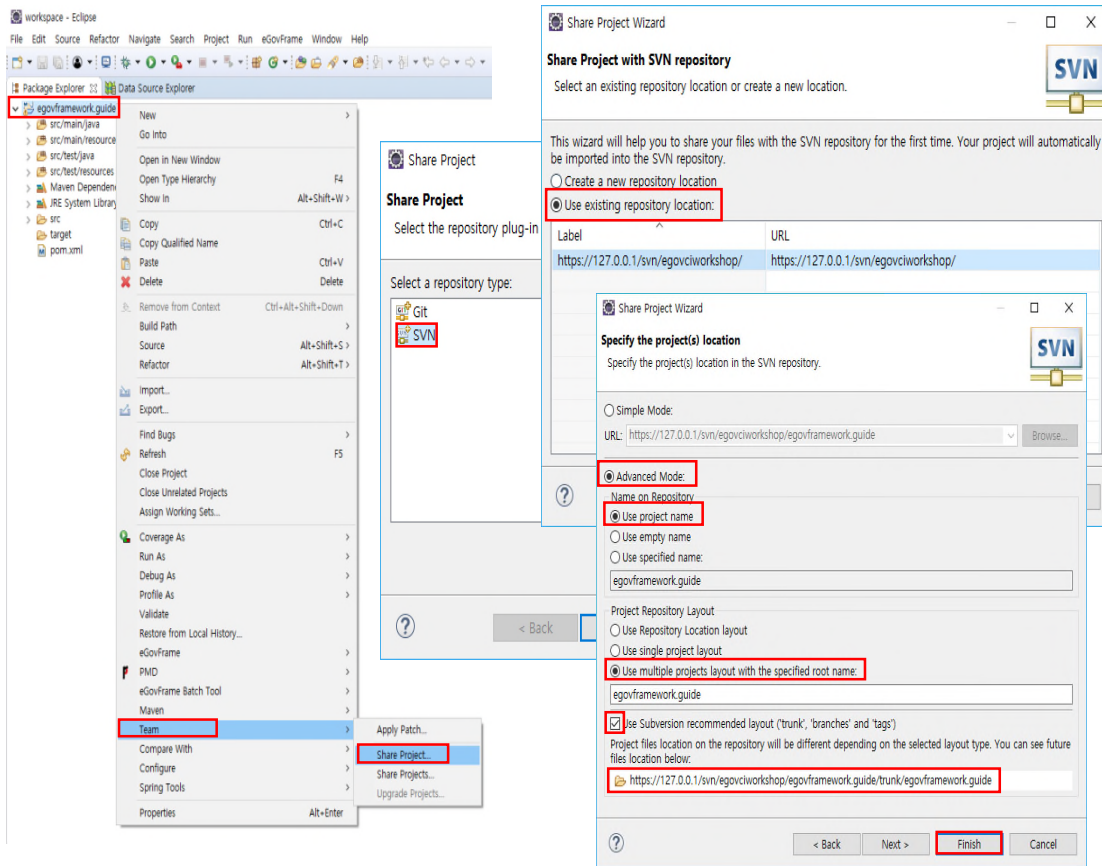 workspace - Eclipse
File Edit Source Refactor Navigate Search Project Run eGovFrame Window Help
Package Explorer
Data Source Explorer
egovframework.guide
src/main/java
src/main/resource
src/test/java
src/test/resources
Maven Dependen
JRE System Library
src
target
pom.xml
New
Go Into
Open in New Window
Open Type Hierarchy F4
Show In Alt+Shift+W >
Copy Ctrl+C
Copy Qualified Name
Paste Ctrl+V
Delete Delete
Remove from Context Ctrl+Alt+Shift+Down
Build Path
Source Alt+Shift+S >
Refactor Alt+Shift+T >
Import...
Export...
Find Bugs
Refresh F5
Close Project
Close Unrelated Projects
Assign Working Sets...
Coverage As
Run As
Debug As
Profile As
Validate
Restore from Local History...
eGovFrame
PMD
eGovFrame Batch Tool
Maven
Team
Compare With
Configure
Spring Tools
Properties Alt+Enter
Apply Patch...
Share Project...
Share Projects...
Upgrade Projects...
Share Project
Share Project
Select the repository plug-in
Select a repository type:
Git
SVN
< Back
Share Project Wizard
Share Project with SVN repository
Select an existing repository location or create a new location.
SVN
This wizard will help you to share your files with the SVN repository for the first time. Your project will automatically
be imported into the SVN repository.
Create a new repository location
Use existing repository location:
Label URL
https://127.0.0.1/svn/egovciworkshop/ https://127.0.0.1/svn/egovciworkshop/
Share Project Wizard
Specify the project(s) location
Specify the project(s) location in the SVN repository.
SVN
Simple Mode:
URL: https://127.0.0.1/svn/egovciworkshop/egovframework.guide Browse...
Advanced Mode:
Name on Repository
Use project name
Use empty name
Use specified name:
egovframework.guide
Project Repository Layout
Use Repository Location layout
Use single project layout
Use multiple projects layout with the specified root name:
egovframework.guide
Use Subversion recommended layout ('trunk', 'branches' and 'tags')
Project files location on the repository will be different depending on the selected layout type. You can see future
files location below:
https://127.0.0.1/svn/egovciworkshop/egovframework.guide/trunk/egovframework.guide
< Back Next > Finish Cancel